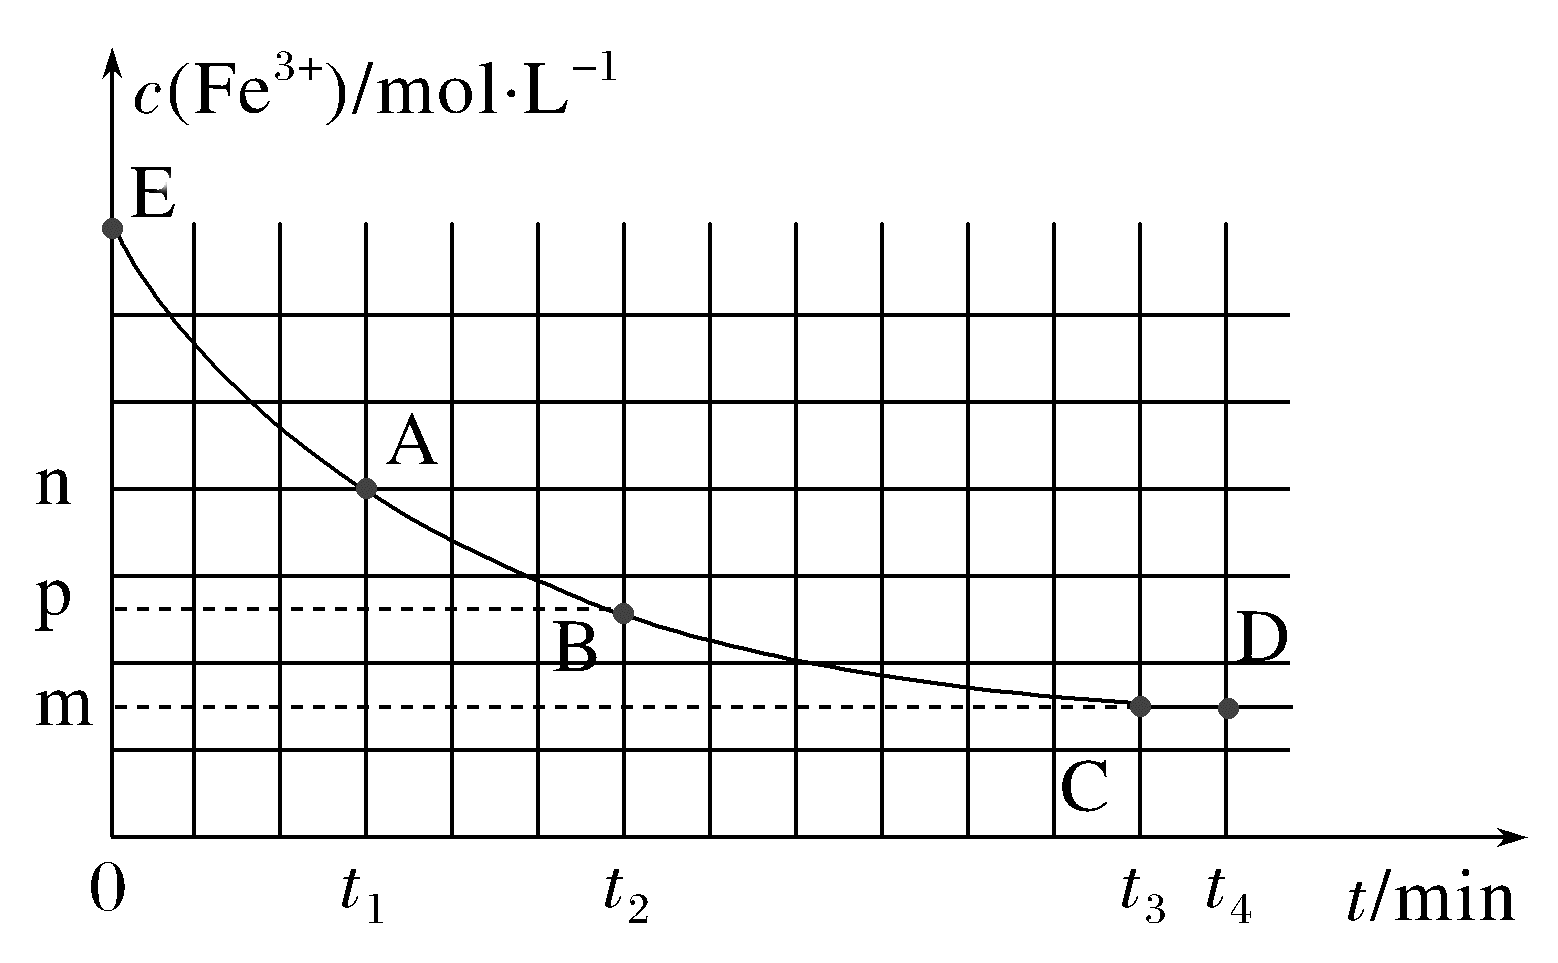 c(Fe³⁺)/mol·L⁻¹
E
A
n
p
B
D
m
C
0 t₁ t₂ t₃ t₄ t/min